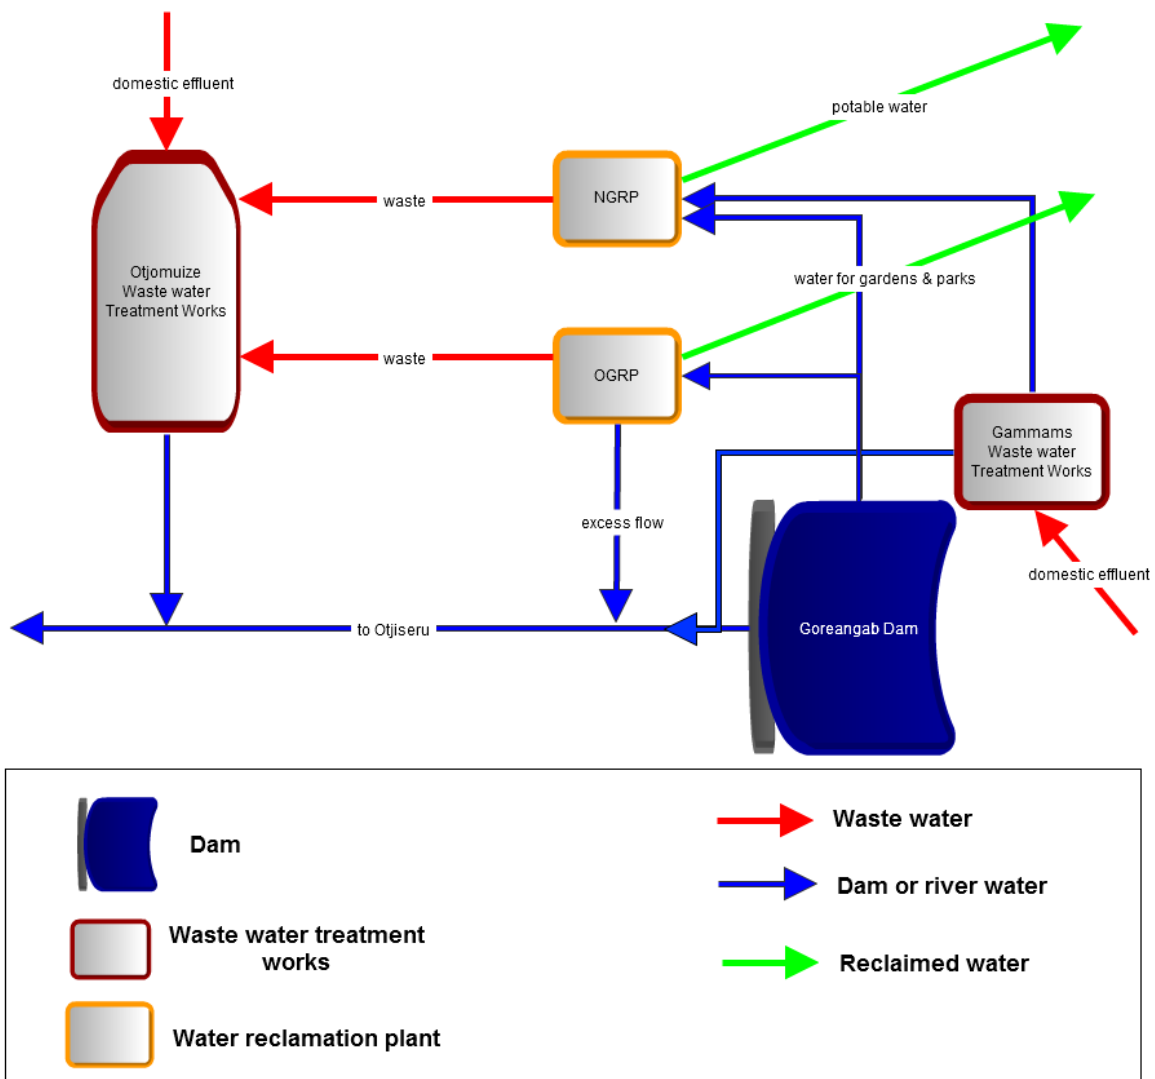 domestic effluent
potable water
waste
NGRP
Otjomuize
Waste water
Treatment Works
water for gardens & parks
waste
OGRP
Gammams
Waste water
Treatment Works
excess flow
domestic effluent
to Otjiseru
Goreangab Dam
Dam
Waste water treatment
works
Water reclamation plant
Waste water
Dam or river water
Reclaimed water